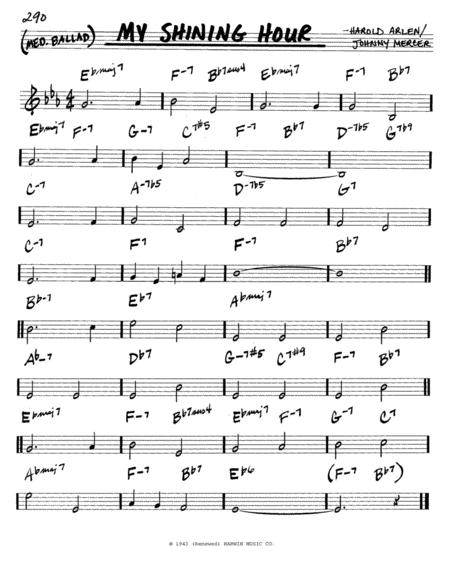 290
(MED. BALLAD) MY SHINING HOUR -HAROLD ARLEN/
JOHNNY MERCER
Ebmaj7 F-7 Bb7sus4 Ebmaj7 F-7 Bb7
4
4
Ebmaj7 F-7 G-7 C7#5 F-7 Bb7 D-7b5 G7b9
C-7 A-7b5 D-7b5 G7
C-7 F7 F-7 Bb7
Bb-7 Eb7 Abmaj7
Ab-7 Db7 G-7#5 C7#9 F-7 Bb7
Ebmaj7 F-7 Bb7sus4 Ebmaj7 F-7 G-7 C7
Abmaj7 F-7 Bb7 Eb6 (F-7 Bb7)
© 1943 (Renewed) HARWIN MUSIC CO.